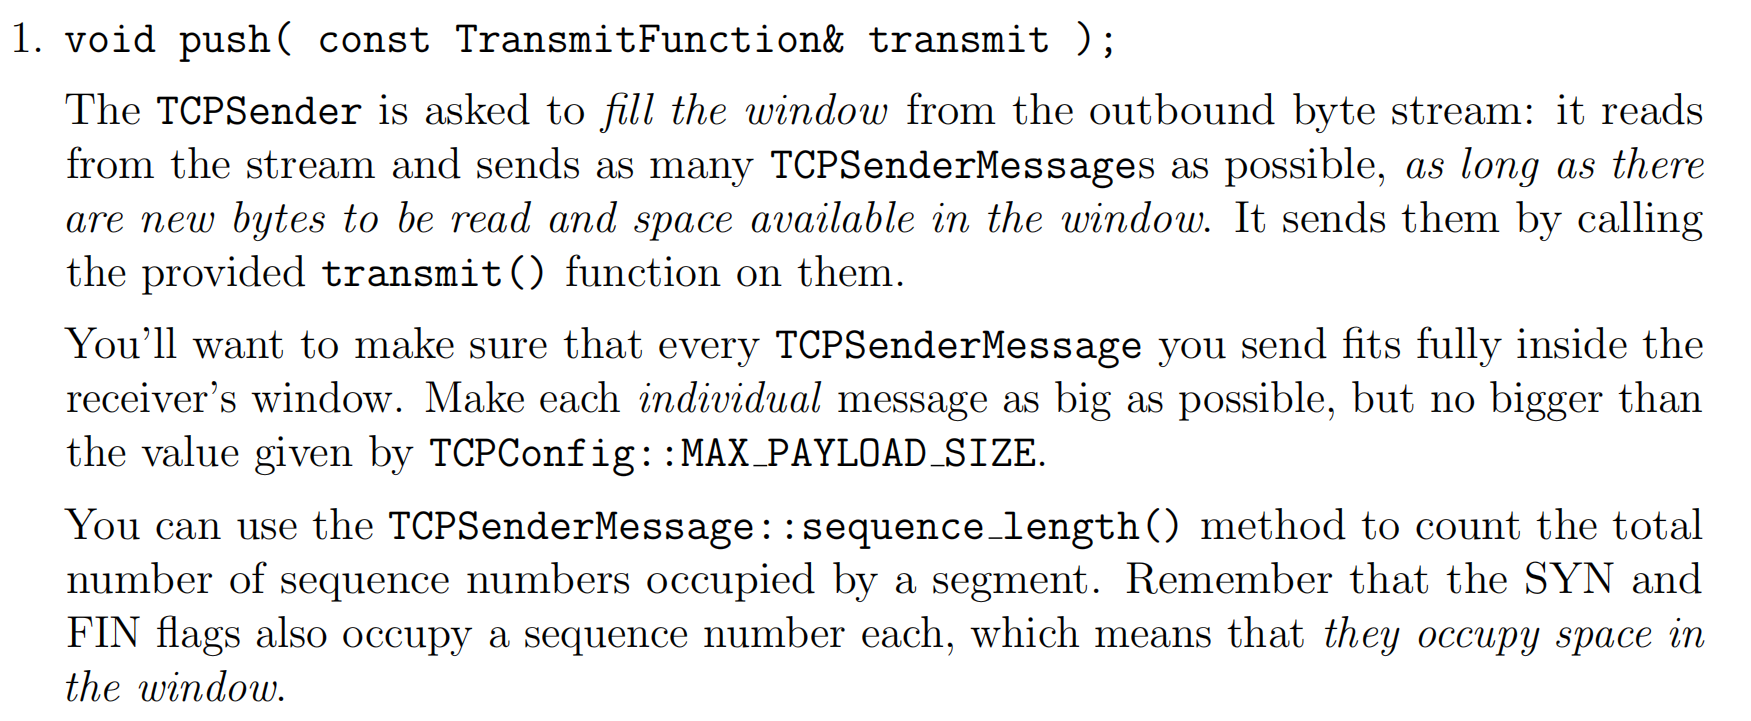 1. void push( const TransmitFunction& transmit );
The TCPSender is asked to fill the window from the outbound byte stream: it reads
from the stream and sends as many TCPSenderMessages as possible, as long as there
are new bytes to be read and space available in the window. It sends them by calling
the provided transmit() function on them.
You'll want to make sure that every TCPSenderMessage you send fits fully inside the
receiver's window. Make each individual message as big as possible, but no bigger than
the value given by TCPConfig::MAX_PAYLOAD_SIZE.
You can use the TCPSenderMessage::sequence_length() method to count the total
number of sequence numbers occupied by a segment. Remember that the SYN and
FIN flags also occupy a sequence number each, which means that they occupy space in
the window.